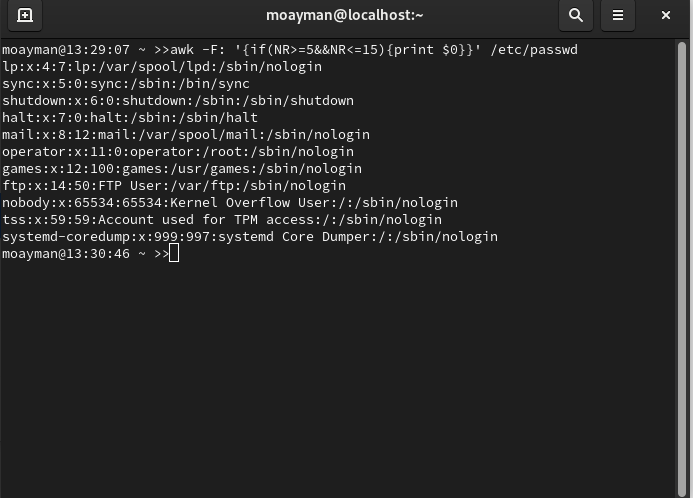 moayman@localhost:~
moayman@13:29:07 ~ >>awk -F: '{if(NR>=5&&NR<=15){print $0}}' /etc/passwd
lp:x:4:7:lp:/var/spool/lpd:/sbin/nologin
sync:x:5:0:sync:/sbin:/bin/sync
shutdown:x:6:0:shutdown:/sbin:/sbin/shutdown
halt:x:7:0:halt:/sbin:/sbin/halt
mail:x:8:12:mail:/var/spool/mail:/sbin/nologin
operator:x:11:0:operator:/root:/sbin/nologin
games:x:12:100:games:/usr/games:/sbin/nologin
ftp:x:14:50:FTP User:/var/ftp:/sbin/nologin
nobody:x:65534:65534:Kernel Overflow User:/:/sbin/nologin
tss:x:59:59:Account used for TPM access:/:/sbin/nologin
systemd-coredump:x:999:997:systemd Core Dumper:/:/sbin/nologin
moayman@13:30:46 ~ >>